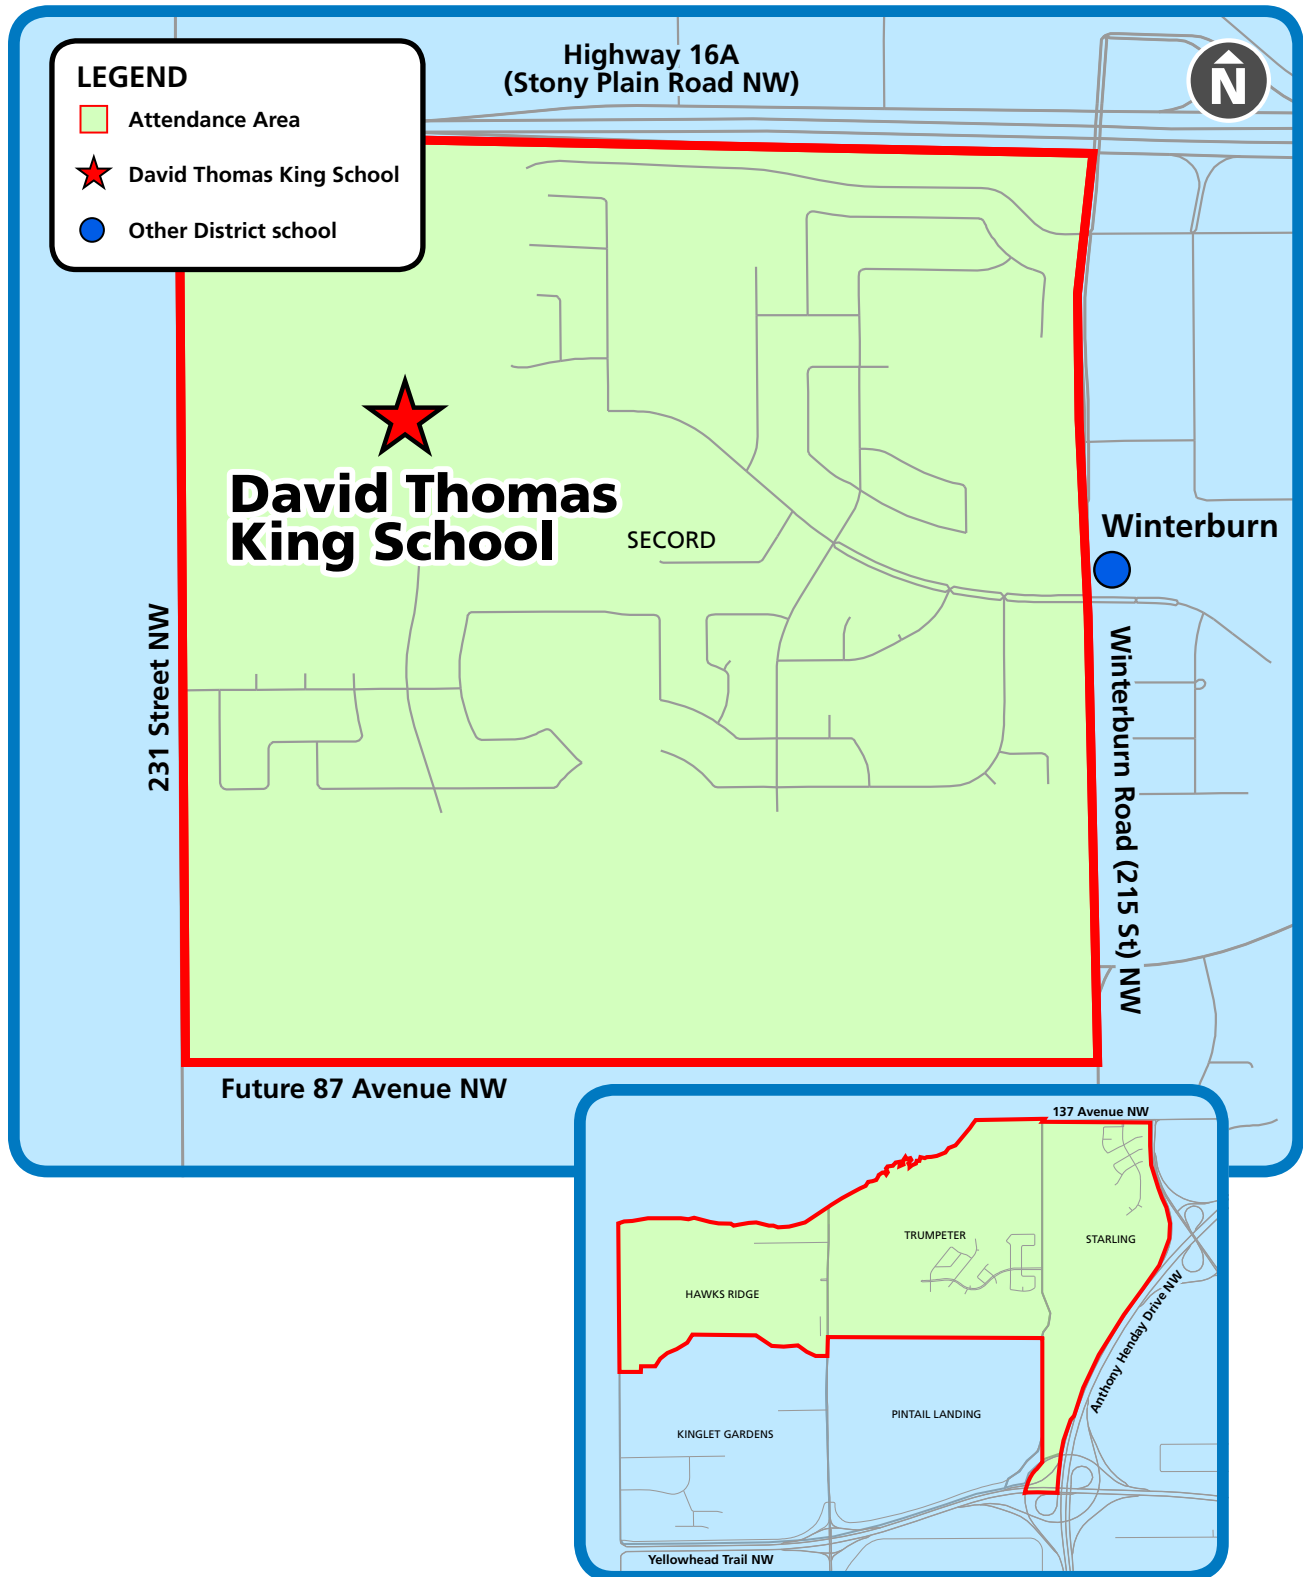 Highway 16A
(Stony Plain Road NW)
N
LEGEND
Attendance Area
David Thomas King School
Other District school
David Thomas
King School
SECORD
Winterburn
231 Street NW
Winterburn Road (215 St) NW
Future 87 Avenue NW
137 Avenue NW
TRUMPETER
STARLING
HAWKS RIDGE
Anthony Henday Drive NW
PINTAIL LANDING
KINGLET GARDENS
Yellowhead Trail NW